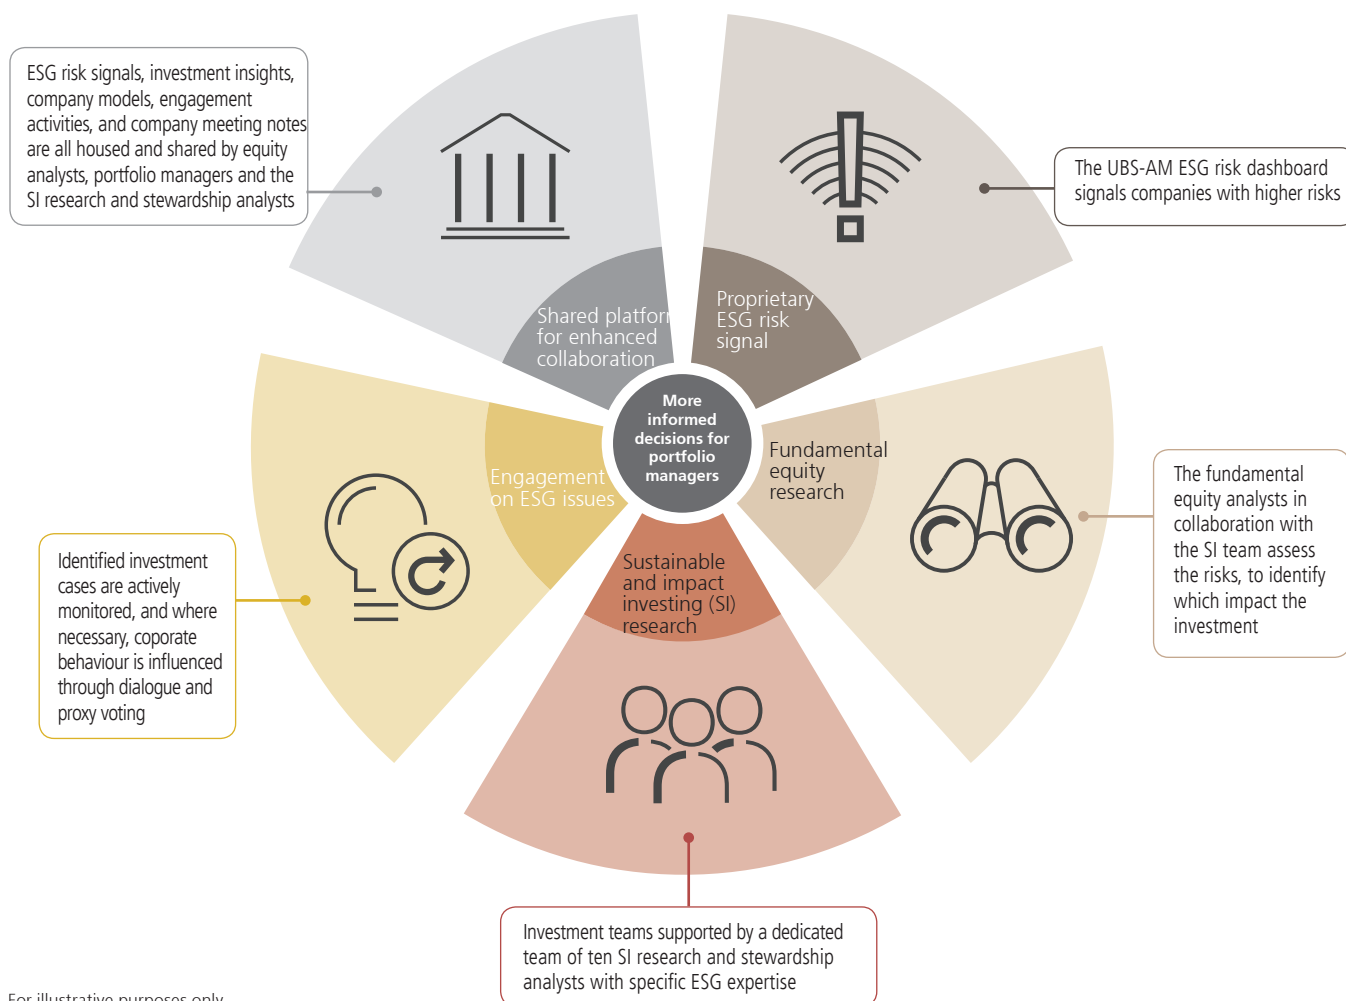 ESG risk signals, investment insights,
company models, engagement
activities, and company meeting notes
are all housed and shared by equity
analysts, portfolio managers and the
SI research and stewardship analysts
The UBS-AM ESG risk dashboard
signals companies with higher risks
Shared platform
for enhanced
collaboration
Proprietary
ESG risk
signal
More
informed
decisions for
portfolio
managers
Engagement
on ESG issues
Fundamental
equity
research
Sustainable
and impact
investing (SI)
research
The fundamental
equity analysts in
collaboration with
the SI team assess
the risks, to identify
which impact the
investment
Identified investment
cases are actively
monitored, and where
necessary, coporate
behaviour is influenced
through dialogue and
proxy voting
Investment teams supported by a dedicated
team of ten SI research and stewardship
analysts with specific ESG expertise
For illustrative purposes only